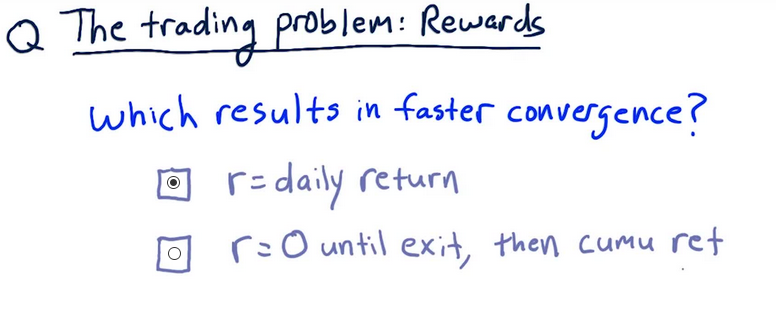 Q The trading problem: Rewards
Which results in faster convergence?
r=daily return
r=0 until exit, then cumu ret